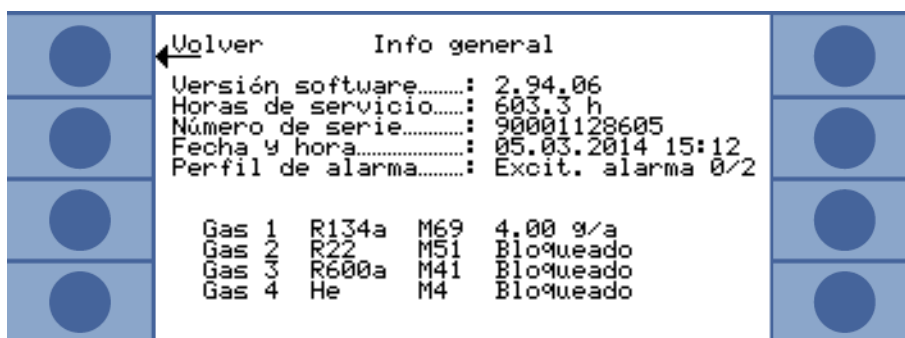 Volver Info general
Versión software........: 2.94.06
Horas de servicio.....: 603.3 h
Número de serie.........: 90001128605
Fecha y hora................: 05.03.2014 15:12
Perfil de alarma.......: Excit. alarma 0/2
Gas 1 R134a M69 4.00 g/a
Gas 2 R22 M51 Bloqueado
Gas 3 R600a M41 Bloqueado
Gas 4 He M4 Bloqueado